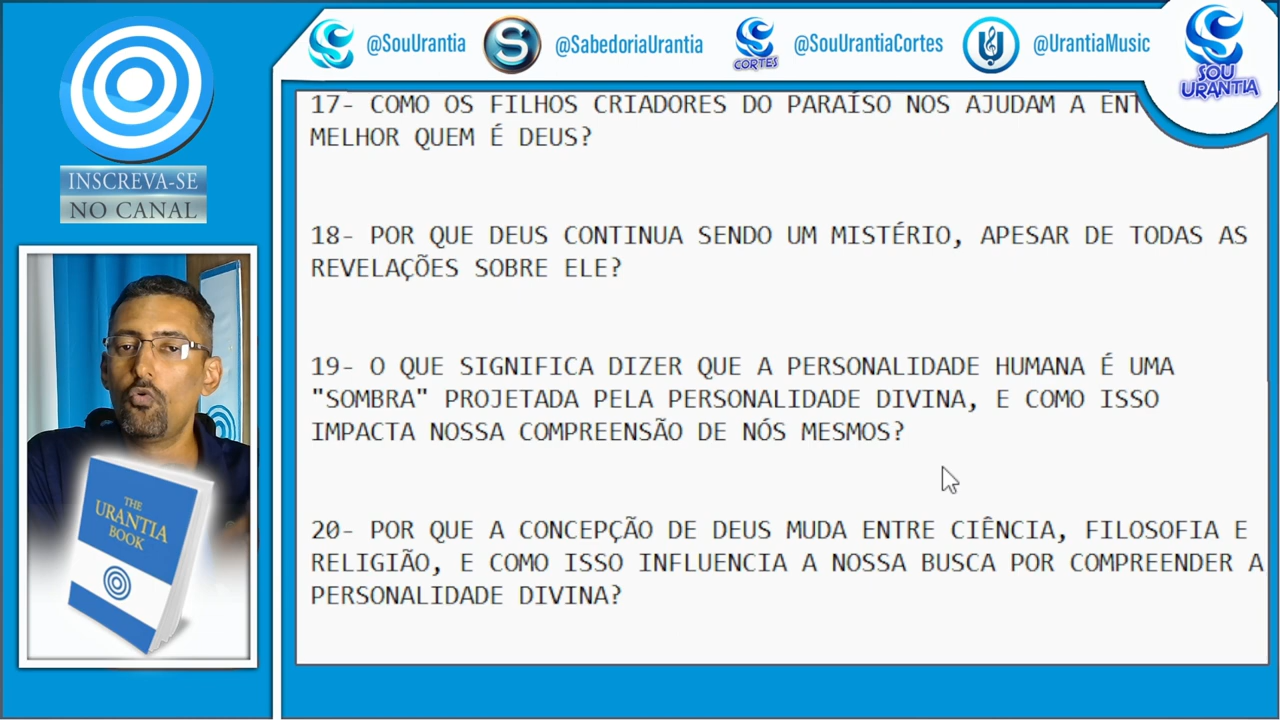 @SouUrantia
@SabedoriaUrantia
CORTES
@SouUrantiaCortes
@UrantiaMusic
SOU
URANTIA
INSCREVA-SE
NO CANAL
THE
URANTIA
BOOK
17- COMO OS FILHOS CRIADORES DO PARAÍSO NOS AJUDAM A
MELHOR QUEM É DEUS?
18- POR QUE DEUS CONTINUA SENDO UM MISTÉRIO, APESAR DE TODAS AS
REVELAÇÕES SOBRE ELE?
19- O QUE SIGNIFICA DIZER QUE A PERSONALIDADE HUMANA É UMA
"SOMBRA" PROJETADA PELA PERSONALIDADE DIVINA, E COMO ISSO
IMPACTA NOSSA COMPREENSÃO DE NÓS MESMOS?
20- POR QUE A CONCEPÇÃO DE DEUS MUDA ENTRE CIÊNCIA, FILOSOFIA E
RELIGIÃO, E COMO ISSO INFLUENCIA A NOSSA BUSCA POR COMPREENDER A
PERSONALIDADE DIVINA?